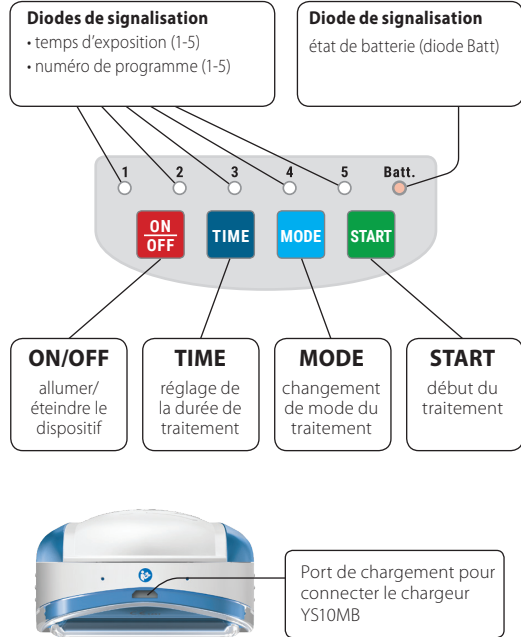 Diodes de signalisation
• temps d'exposition (1-5)
• numéro de programme (1-5)
Diode de signalisation
état de batterie (diode Batt)
1 2 3 4 5 Batt.
ON
OFF
TIME
MODE
START
ON/OFF
allumer/
éteindre le
dispositif
TIME
réglage de
la durée de
traitement
MODE
changement
de mode du
traitement
START
début du
traitement
Port de chargement pour
connecter le chargeur
YS10MB